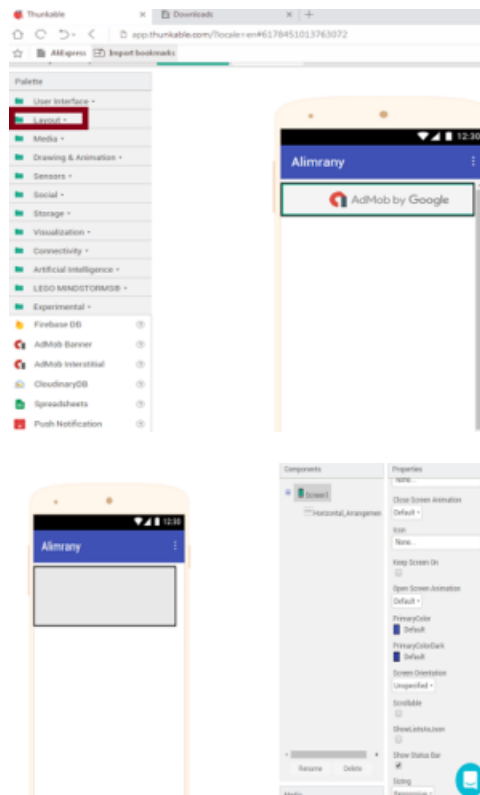 Thunkable
Downloads
app.thunkable.com/?locale=en#6178451013763072
AliExpress Import bookmarks
Palette
User Interface
Layout
Media
Drawing & Animation
Sensors
Social
Storage
Visualization
Connectivity
Artificial Intelligence
LEGO MINDSTORMS®
Experimental
Firebase DB
AdMob Banner
AdMob Interstitial
CloudinaryDB
Spreadsheets
Push Notification
12:30
Alimrany
AdMob by Google
12:30
Alimrany
Components
Screen1
Horizontal_Arrangemen
Rename Delete
Media
Properties
None...
Close Screen Animation
Default
Icon
None...
Keep Screen On
Open Screen Animation
Default
PrimaryColor
Default
PrimaryColorDark
Default
Screen Orientation
Unspecified
Scrollable
ShowListsAsJson
Show Status Bar
Sizing
Responsive